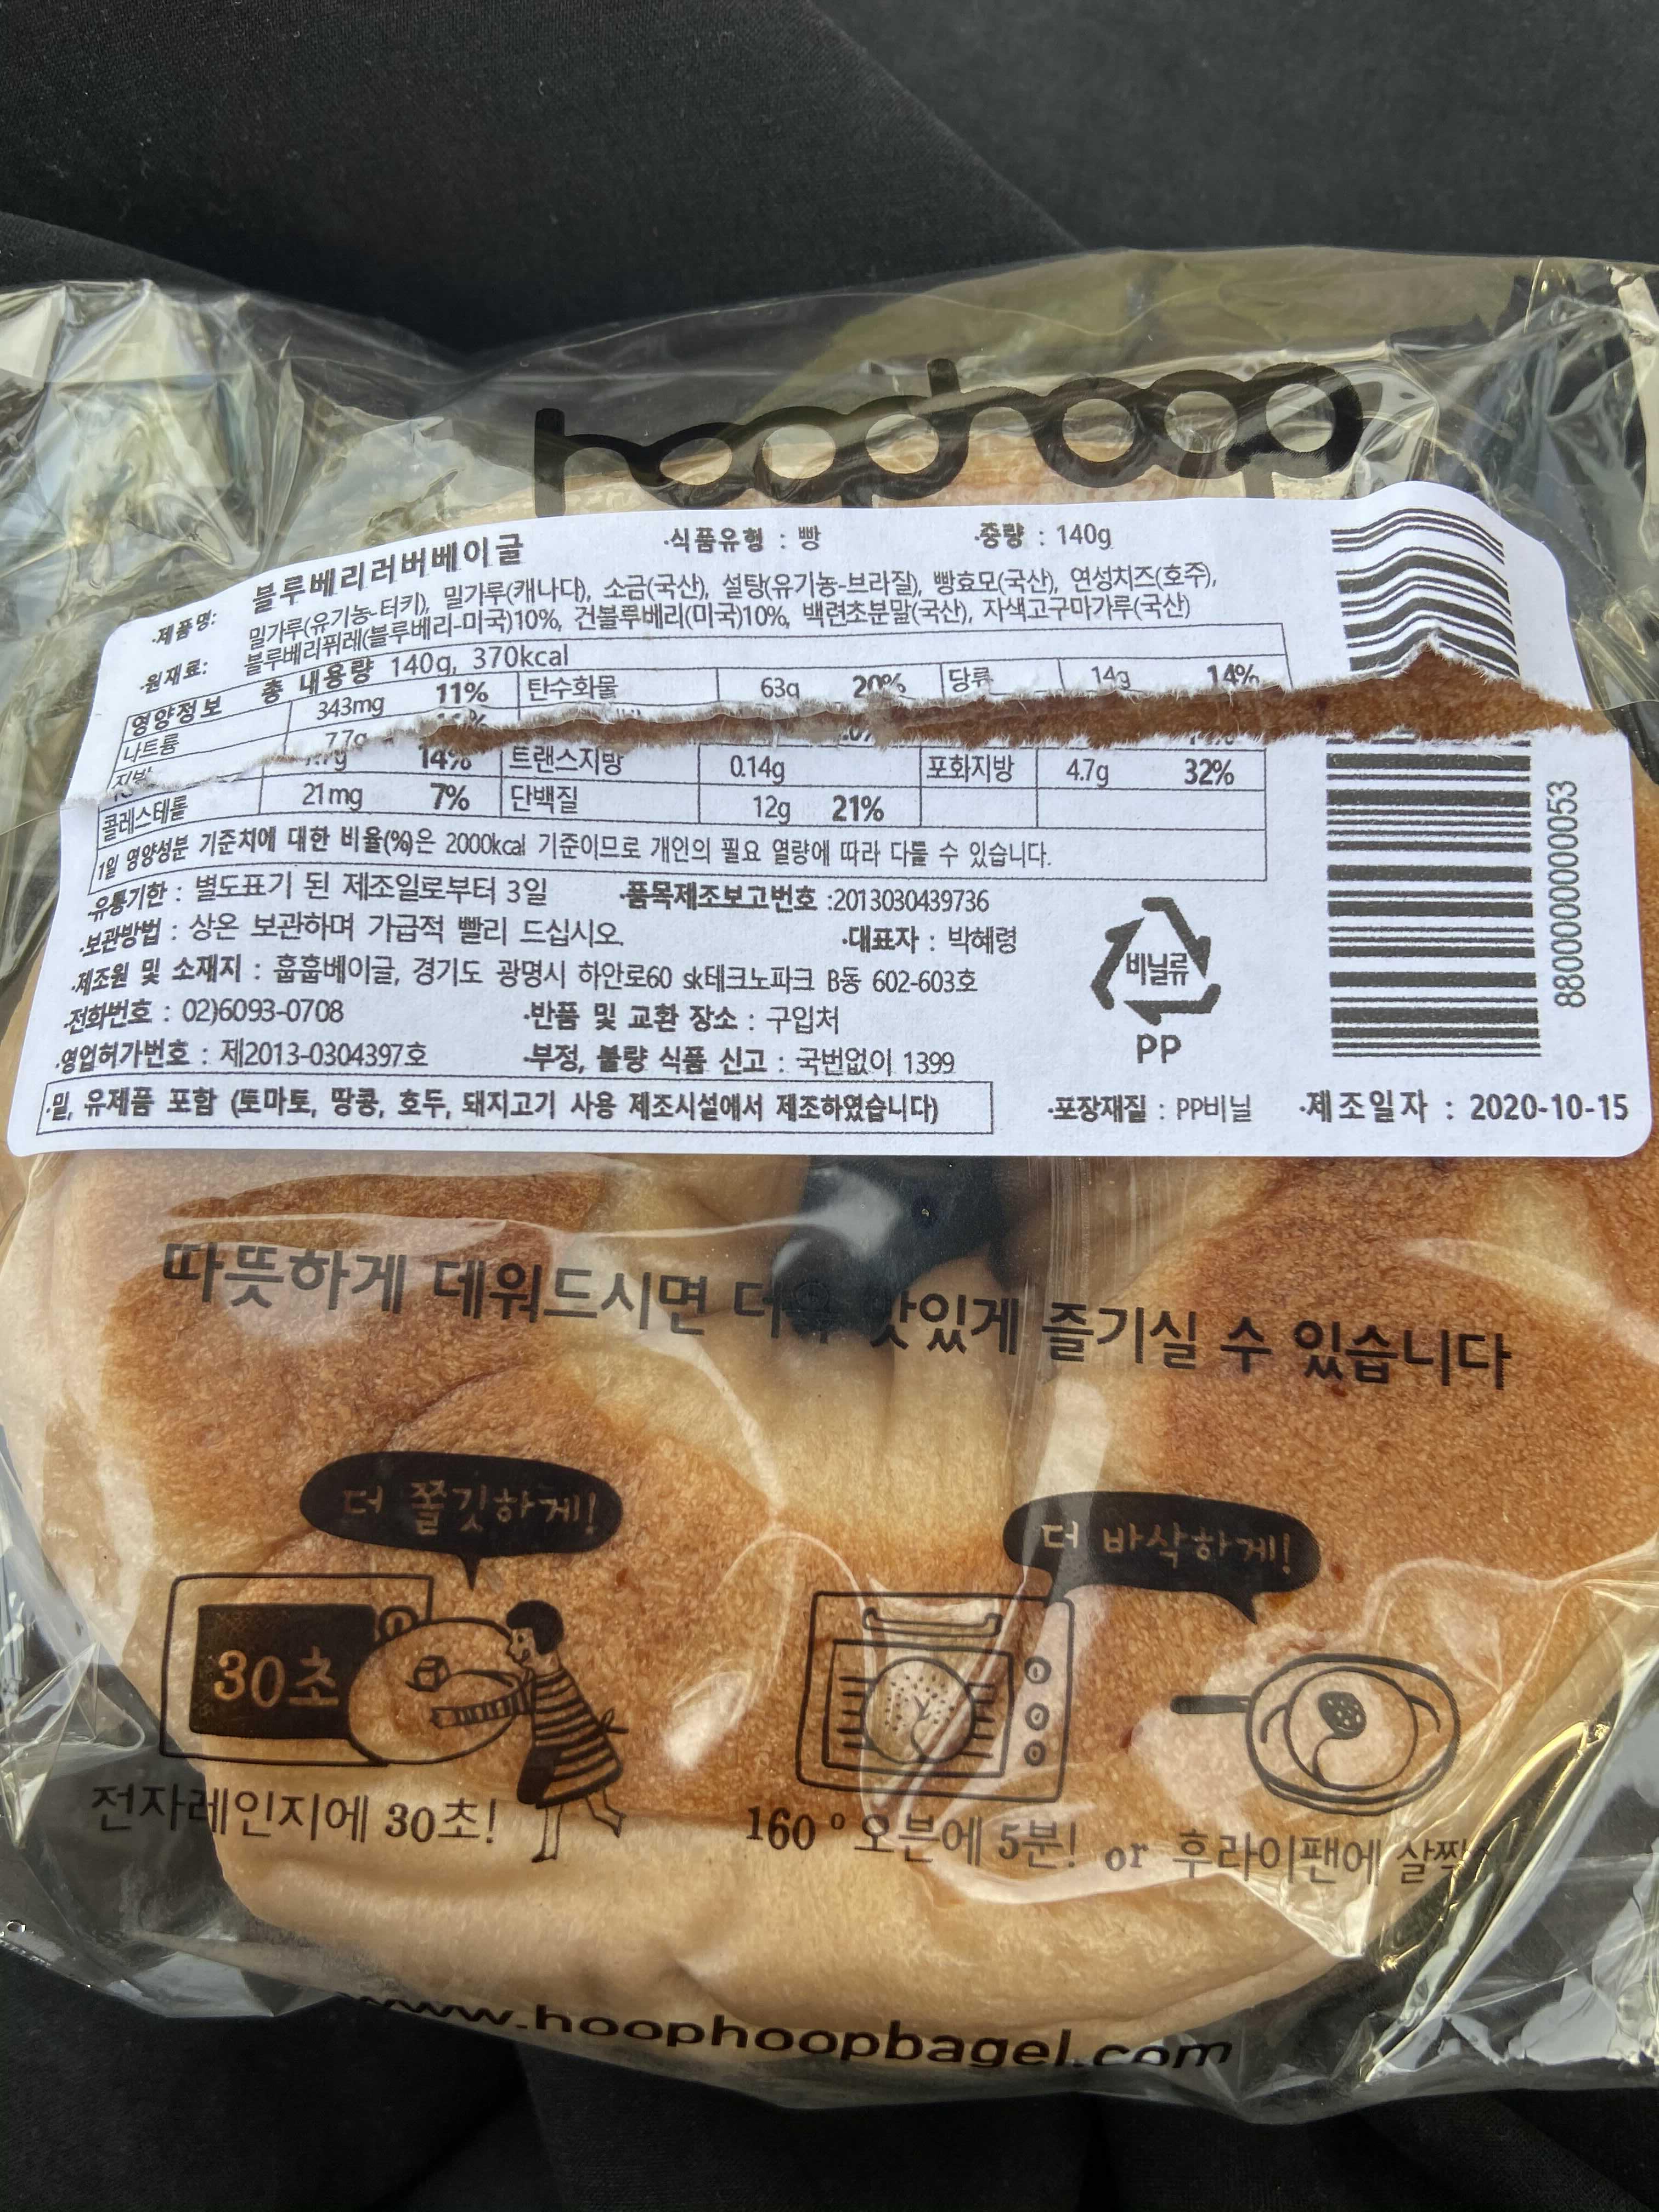 hoophoop
·제품명: 블루베리러버베이글 ·식품유형 : 빵 ·중량 : 140g
·원재료: 밀가루(유기농-터키), 밀가루(캐나다), 소금(국산), 설탕(유기농-브라질), 빵효모(국산), 연성치즈(호주),
블루베리퓌레(블루베리-미국)10%, 건블루베리(미국)10%, 백련초분말(국산), 자색고구마가루(국산)
영양정보 총 내용량 140g, 370kcal
나트륨 343mg 11% 탄수화물 63g 20% 당류 14g 14%
지방 7.7g 14% 트랜스지방 0.14g 포화지방 4.7g 32%
콜레스테롤 21mg 7% 단백질 12g 21%
1일 영양성분 기준치에 대한 비율(%)은 2000kcal 기준이므로 개인의 필요 열량에 따라 다를 수 있습니다.
·유통기한 : 별도표기 된 제조일로부터 3일 ·품목제조보고번호 :2013030439736
·보관방법 : 상온 보관하며 가급적 빨리 드십시오. ·대표자 : 박혜령
·제조원 및 소재지 : 훕훕베이글, 경기도 광명시 하안로60 sk테크노파크 B동 602-603호
·전화번호 : 02)6093-0708 ·반품 및 교환 장소 : 구입처
·영업허가번호 : 제2013-0304397호 ·부정, 불량 식품 신고 : 국번없이 1399
·밀, 유제품 포함 (토마토, 땅콩, 호두, 돼지고기 사용 제조시설에서 제조하였습니다)
비닐류
PP
·포장재질 : PP비닐 ·제조일자 : 2020-10-15
8800000000053
따뜻하게 데워드시면 더욱 맛있게 즐기실 수 있습니다
더 쫄깃하게!
더 바삭하게!
30초
전자레인지에 30초!
160° 오븐에 5분! or 후라이팬에 살짝
www.hoophoopbagel.com